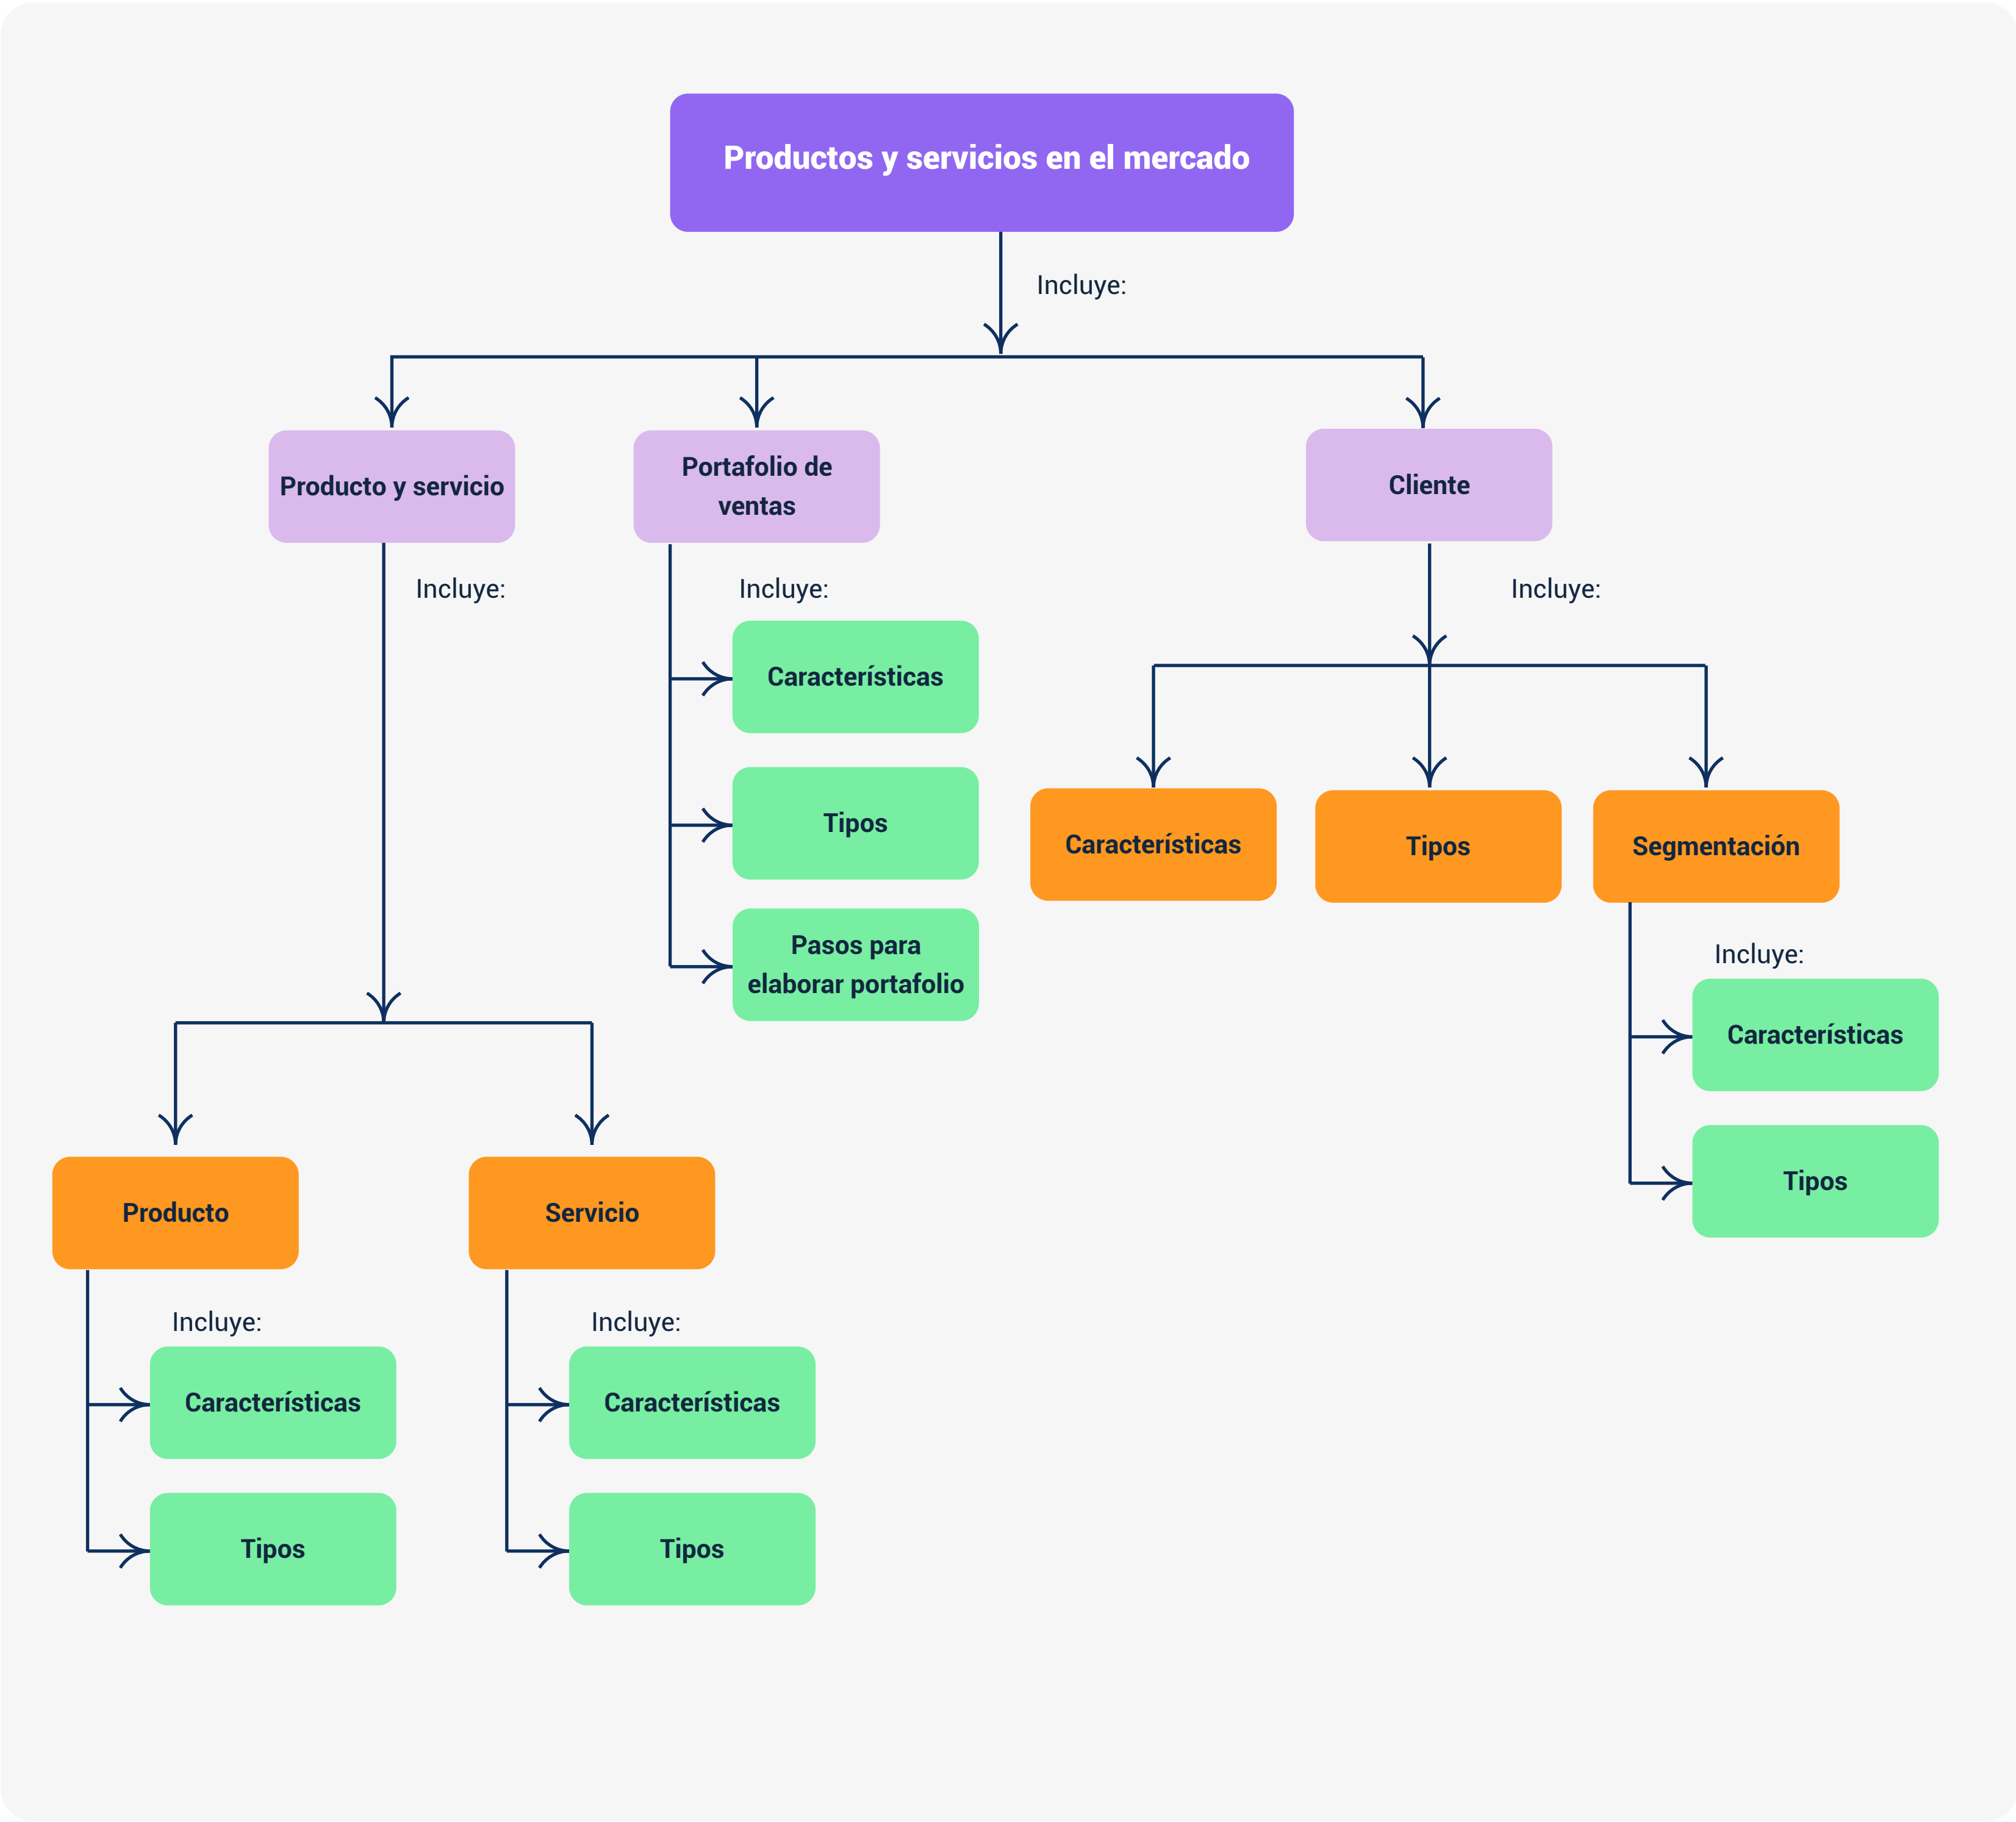 Productos y servicios en el mercado
Incluye:
Producto y servicio
Portafolio de
ventas
Cliente
Incluye:
Incluye:
Incluye:
Características
Tipos
Pasos para
elaborar portafolio
Características
Tipos
Segmentación
Incluye:
Características
Tipos
Producto
Servicio
Incluye:
Incluye:
Características
Características
Tipos
Tipos